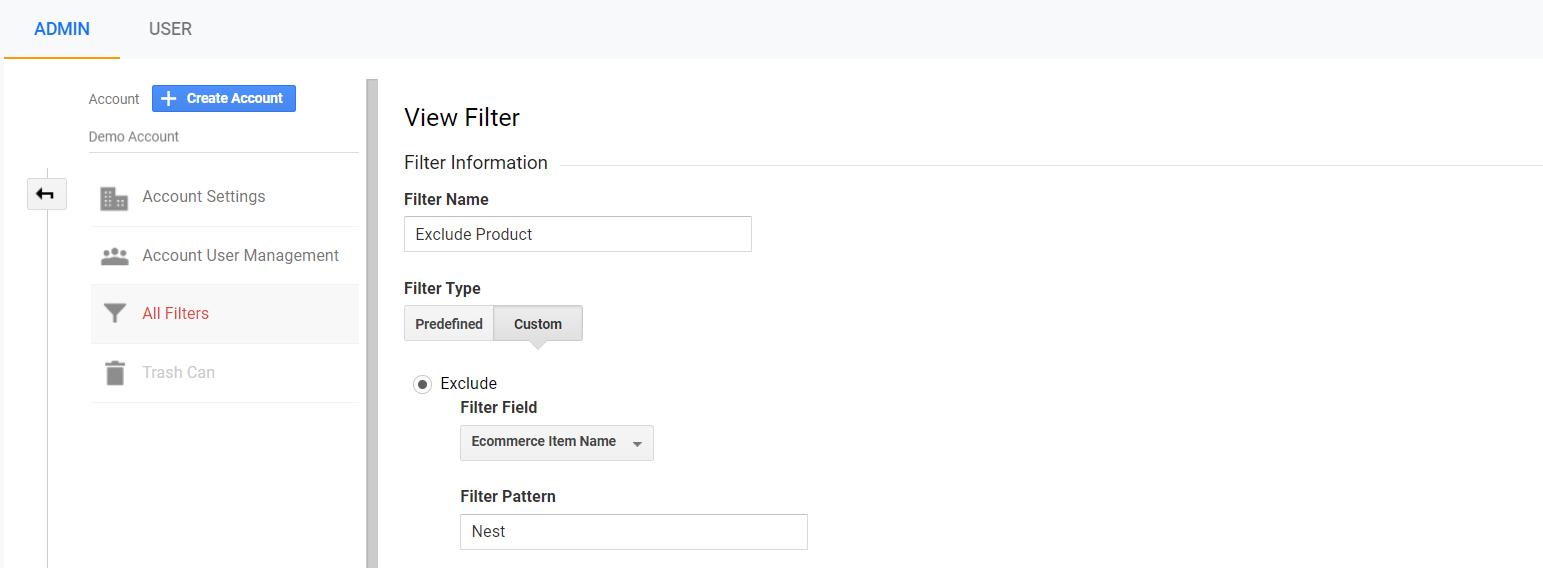 ADMIN
USER
Account
Create Account
Demo Account
Account Settings
Account User Management
All Filters
Trash Can
View Filter
Filter Information
Filter Name
Exclude Product
Filter Type
Predefined
Custom
Exclude
Filter Field
Ecommerce Item Name
Filter Pattern
Nest